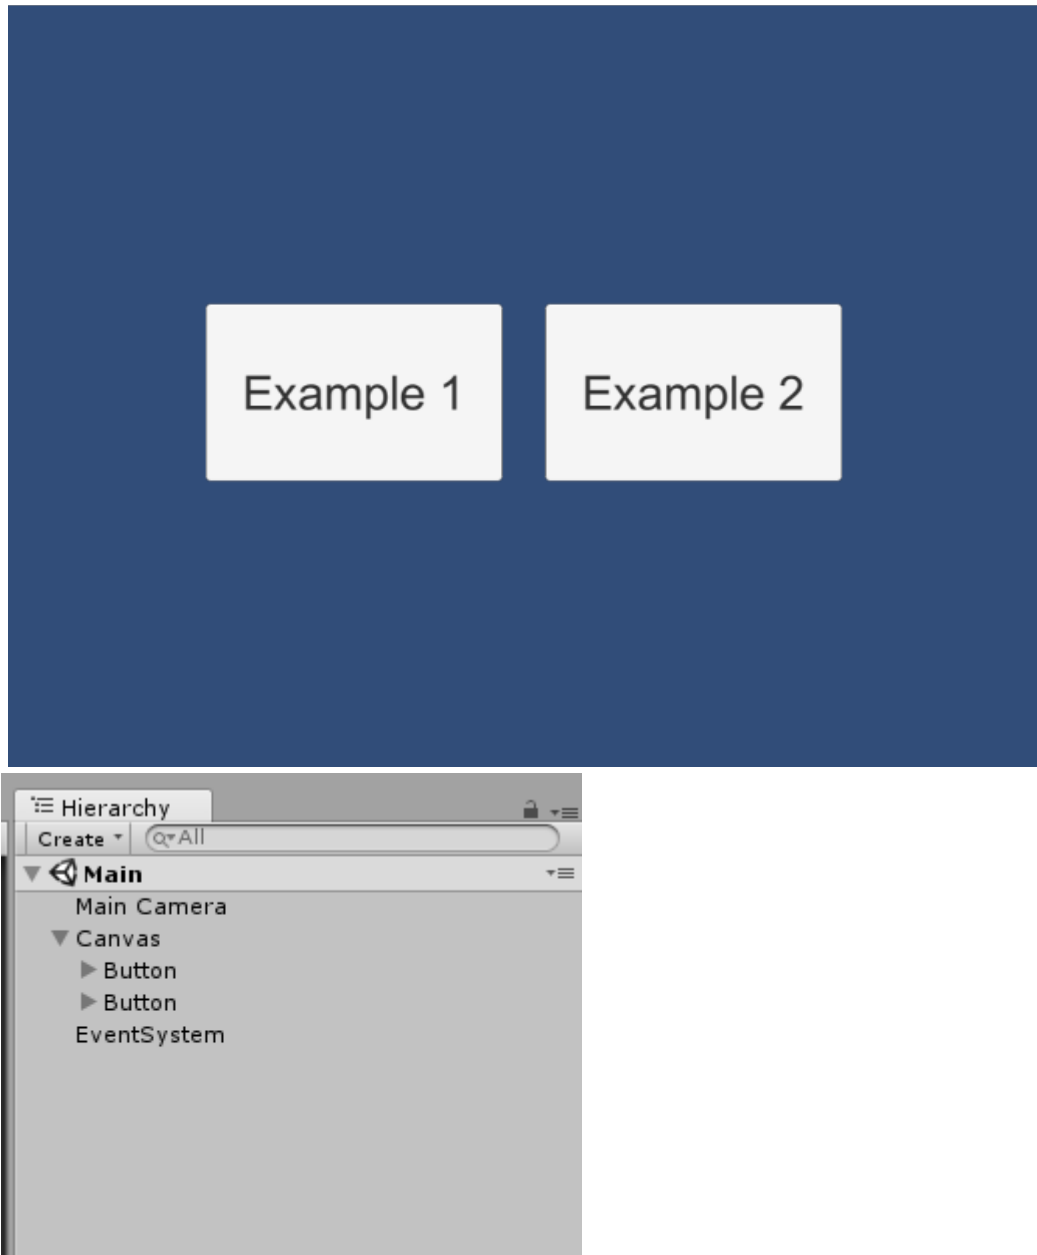 Example 1
Example 2
Hierarchy
Create
All
Main
Main Camera
Canvas
Button
Button
EventSystem